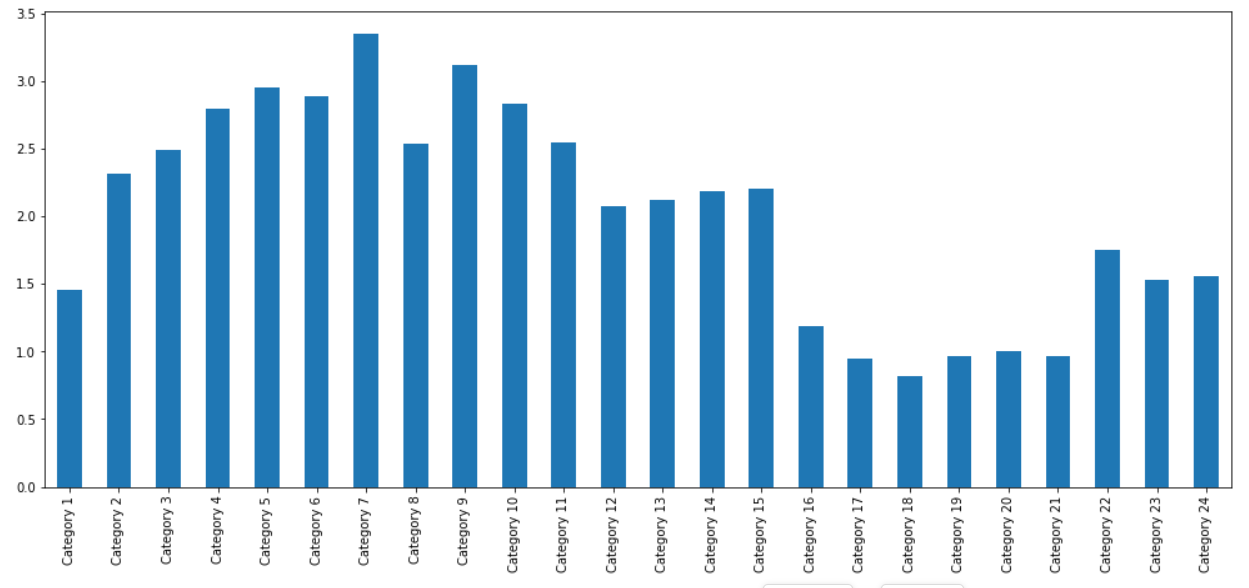 3.5
3.0
2.5
2.0
1.5
1.0
0.5
0.0
Category 1
Category 2
Category 3
Category 4
Category 5
Category 6
Category 7
Category 8
Category 9
Category 10
Category 11
Category 12
Category 13
Category 14
Category 15
Category 16
Category 17
Category 18
Category 19
Category 20
Category 21
Category 22
Category 23
Category 24